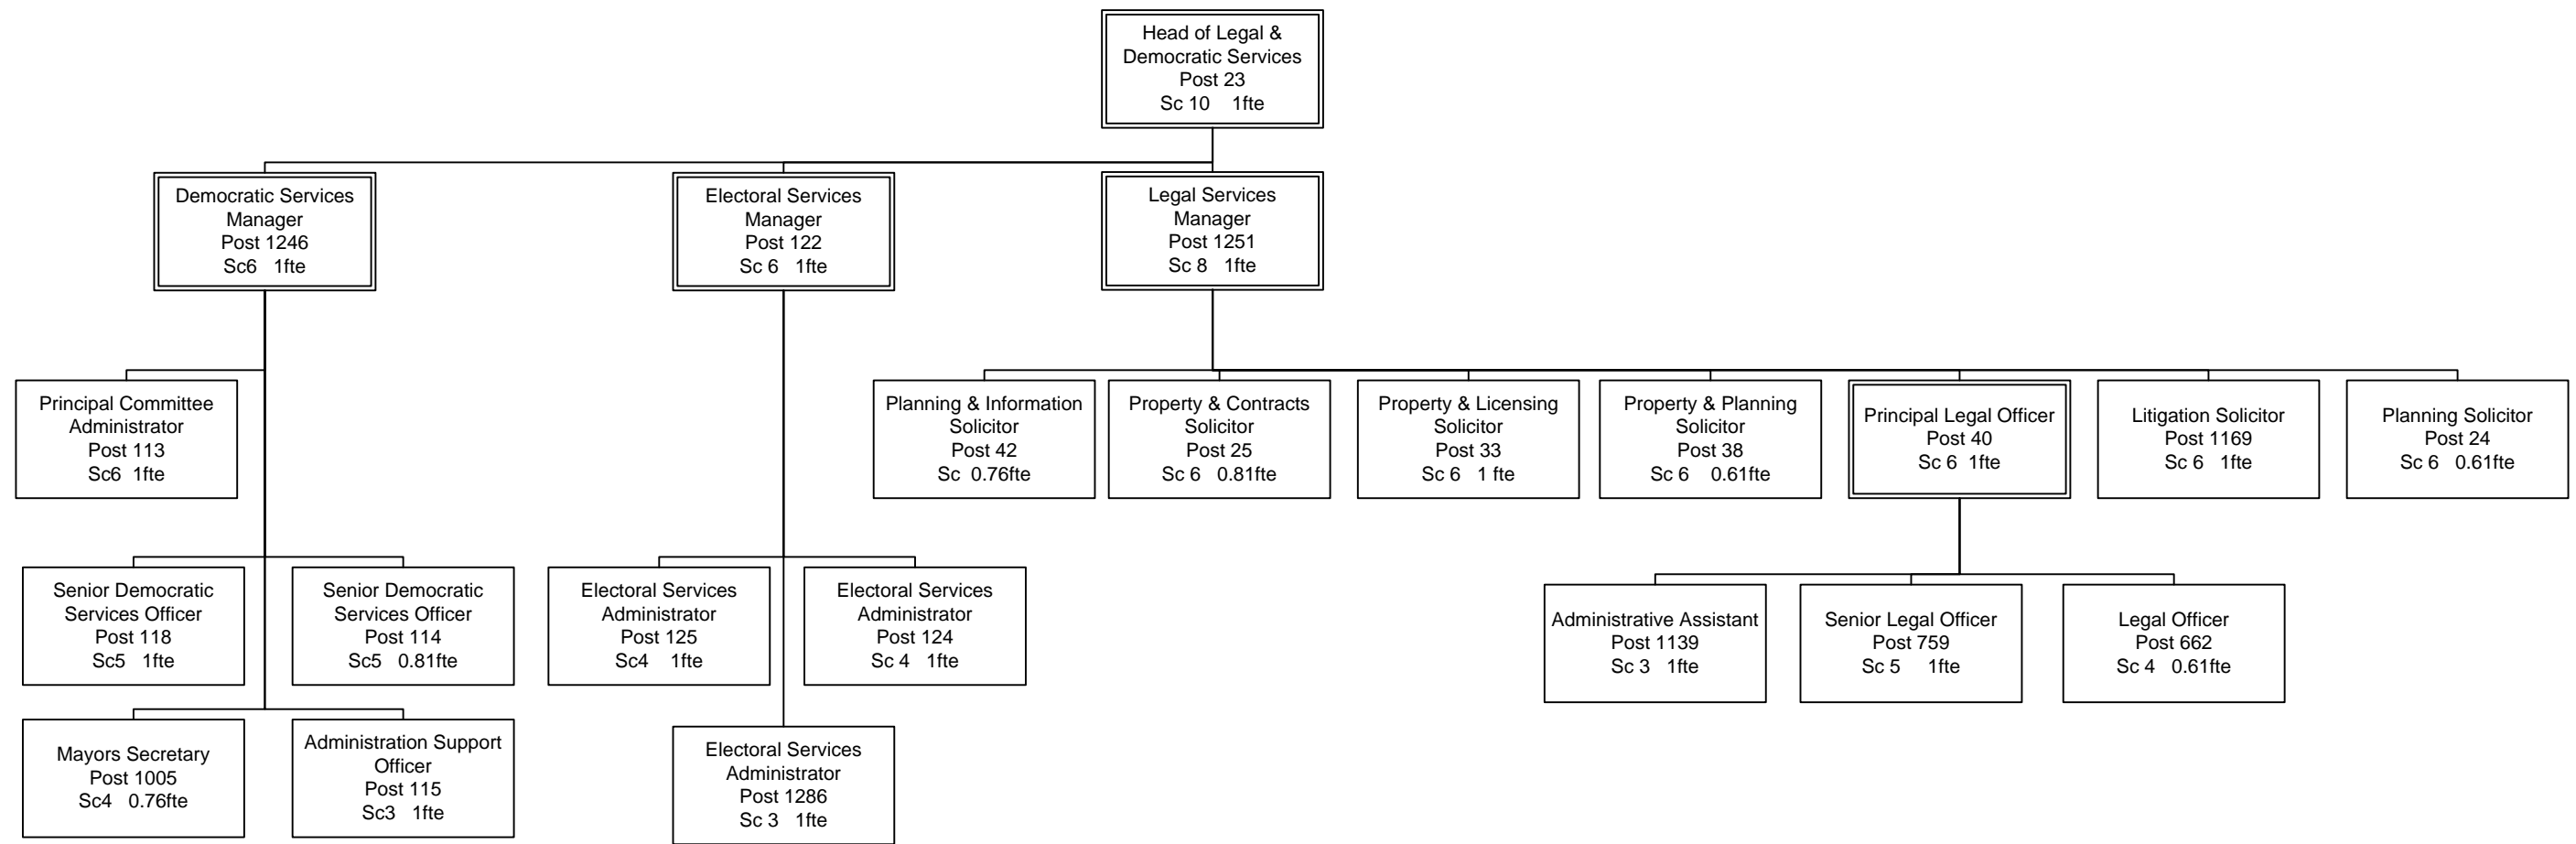 Head of Legal &
Democratic Services
Post 23
Sc 10 1fte
Democratic Services
Manager
Post 1246
Sc6 1fte
Electoral Services
Manager
Post 122
Sc 6 1fte
Legal Services
Manager
Post 1251
Sc 8 1fte
Principal Committee
Administrator
Post 113
Sc6 1fte
Planning & Information
Solicitor
Post 42
Sc 0.76fte
Property & Contracts
Solicitor
Post 25
Sc 6 0.81fte
Property & Licensing
Solicitor
Post 33
Sc 6 1 fte
Property & Planning
Solicitor
Post 38
Sc 6 0.61fte
Principal Legal Officer
Post 40
Sc 6 1fte
Litigation Solicitor
Post 1169
Sc 6 1fte
Planning Solicitor
Post 24
Sc 6 0.61fte
Senior Democratic
Services Officer
Post 118
Sc5 1fte
Senior Democratic
Services Officer
Post 114
Sc5 0.81fte
Electoral Services
Administrator
Post 125
Sc4 1fte
Electoral Services
Administrator
Post 124
Sc 4 1fte
Administrative Assistant
Post 1139
Sc 3 1fte
Senior Legal Officer
Post 759
Sc 5 1fte
Legal Officer
Post 662
Sc 4 0.61fte
Mayors Secretary
Post 1005
Sc4 0.76fte
Administration Support
Officer
Post 115
Sc3 1fte
Electoral Services
Administrator
Post 1286
Sc 3 1fte